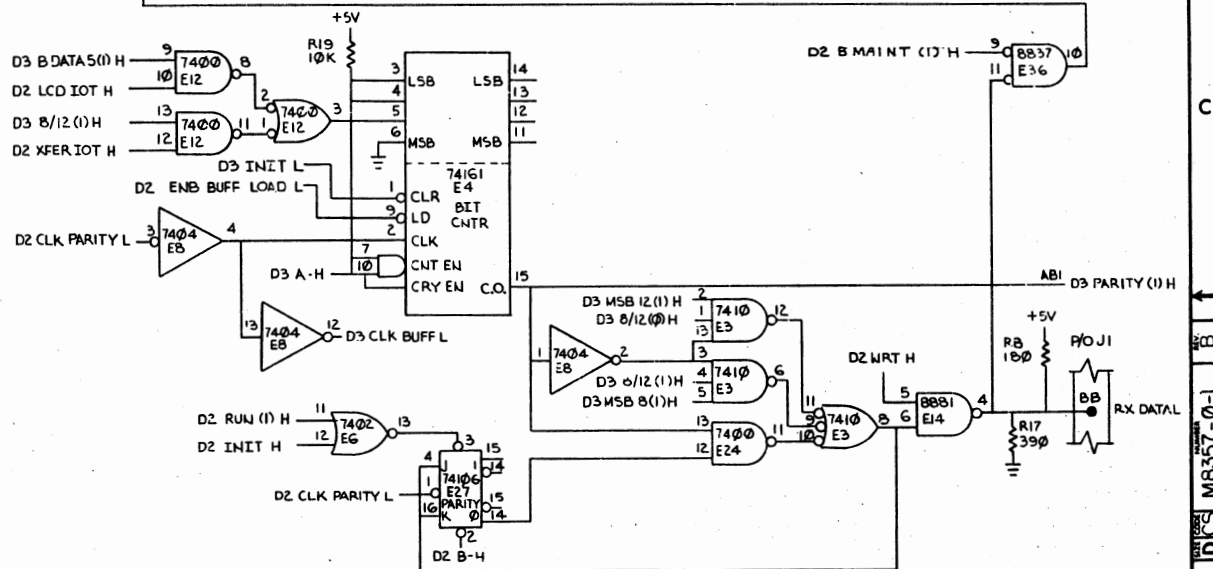 +5V
R19
10K
D3 BDATA5(1) H
9
8
7400
E12
10
D2 LCD IOT H
D3 8/12(1) H
13
7400
E12
11
12
D2 XFER IOT H
2
1
7400
E12
3
3
LSB
LSB
14
4
13
5
12
6
MSB
MSB
11
D3 INIT L
D2 ENB BUFF LOAD L
74161
E4
BIT
CNTR
1
CLR
9
LD
2
CLK
7
CNT EN
10
CRY EN
C.O.
15
D3 A-H
D2 CLK PARITY L
3
7404
E8
4
13
7404
E8
12
D3 CLK BUFF L
D2 B MAINT (1) H
9
8837
E36
10
11
AB1
D3 PARITY (1) H
D3 MSB 12(1) H
2
D3 8/12(0) H
1
13
7410
E3
12
1
7404
E8
2
3
D3 8/12(1) H
4
D3 MSB 8(1) H
5
7410
E3
6
13
12
7400
E24
11
11
9
10
7410
E3
8
D2 WRT H
5
6
8881
E14
4
+5V
R8
180
P/O J1
BB
RX DATA L
R17
390
D2 RUN (1) H
11
7402
E6
13
D2 INIT H
12
3
4
J
1
15
14
74106
E27
1
D2 CLK PARITY L
PARITY
15
16
K
0
14
2
D2 B-H
C
REV.
B
NUMBER
M8357-0-1
SIZE
CODE
D
CS